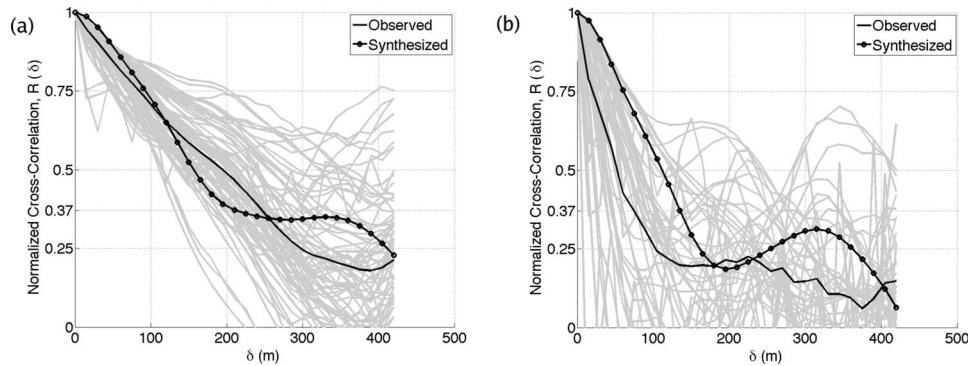 (a)
Normalized Cross-Correlation, R ( δ )
1
0.75
0.5
0.37
0.25
0
0
100
200
300
400
500
δ (m)
Observed
Synthesized
(b)
Normalized Cross-Correlation, R ( δ )
1
0.75
0.5
0.37
0.25
0
0
100
200
300
400
500
δ (m)
Observed
Synthesized